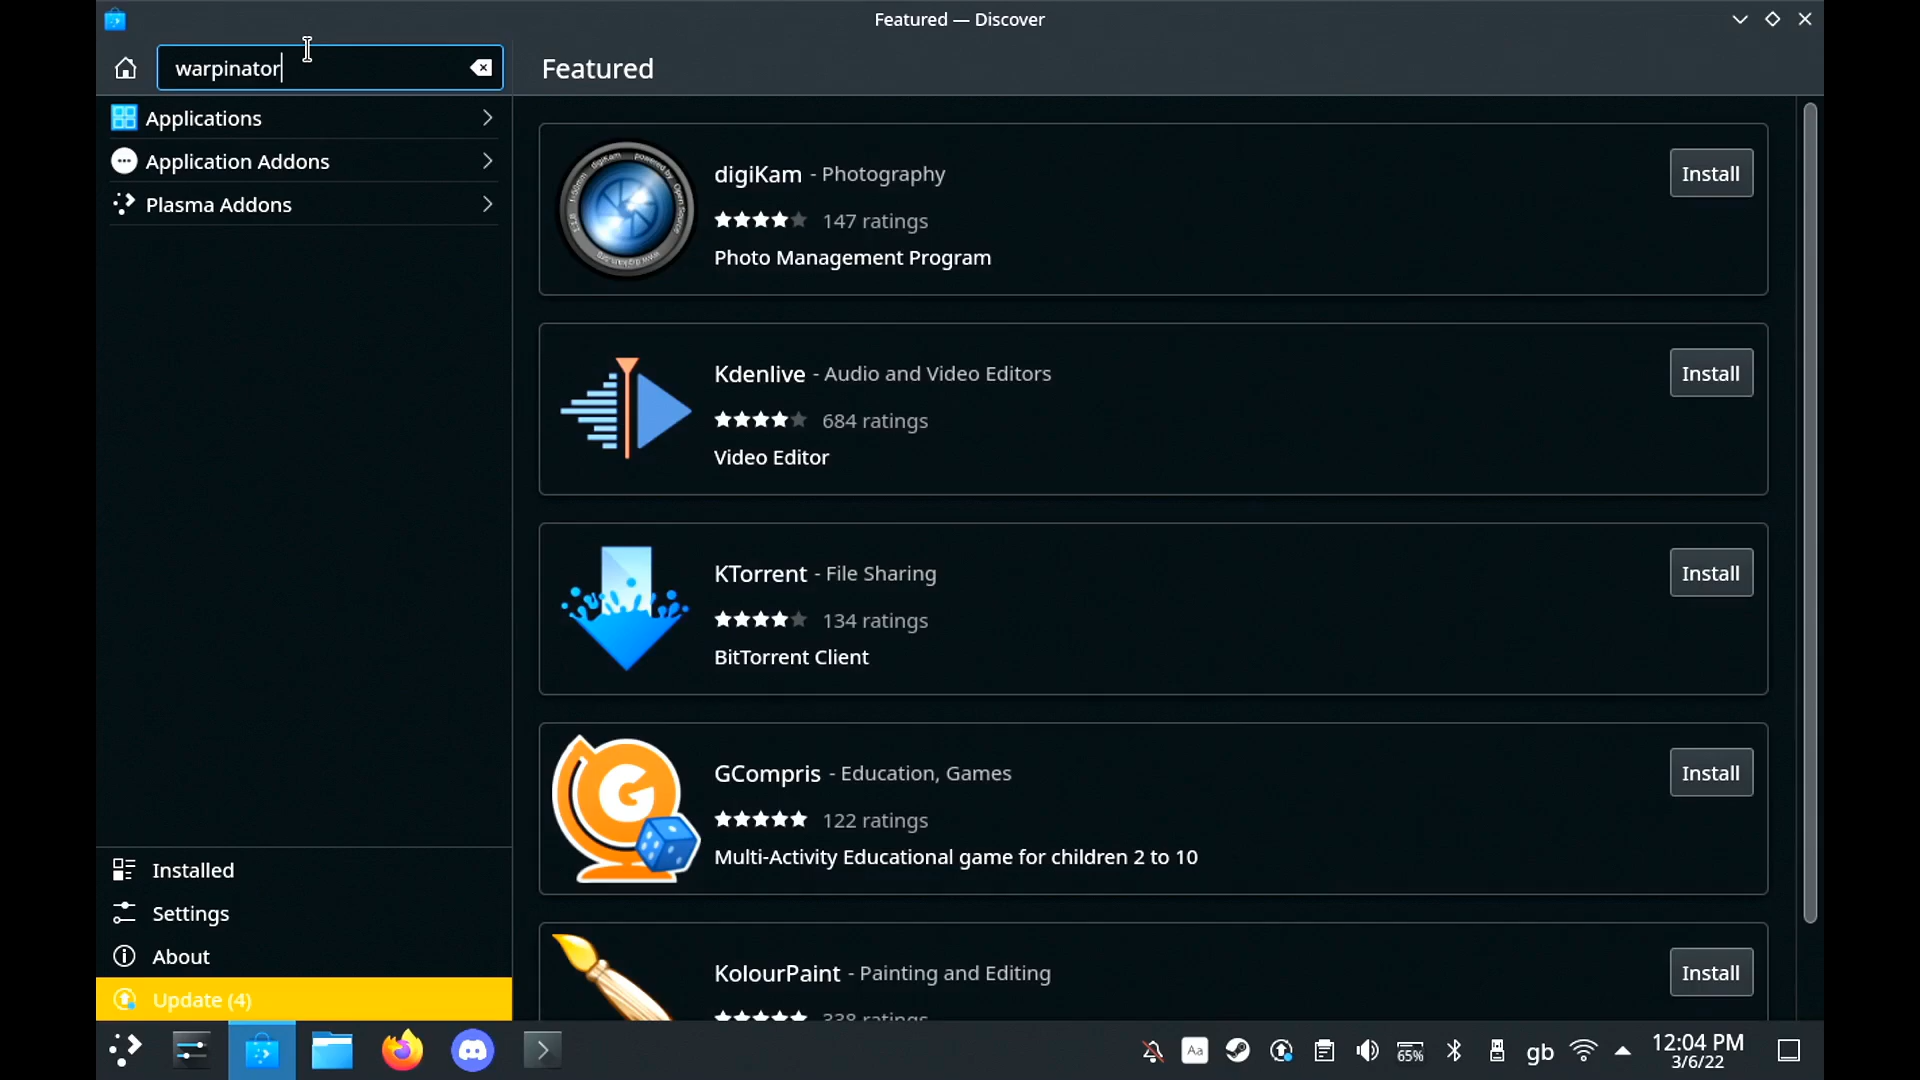 Featured — Discover
warpinator
Featured
Applications
Application Addons
Plasma Addons
digiKam - Photography
147 ratings
Photo Management Program
Install
Kdenlive - Audio and Video Editors
684 ratings
Video Editor
Install
KTorrent - File Sharing
134 ratings
BitTorrent Client
Install
GCompris - Education, Games
122 ratings
Multi-Activity Educational game for children 2 to 10
Install
KolourPaint - Painting and Editing
338 ratings
Install
Installed
Settings
About
Update (4)
Aa
65%
gb
12:04 PM
3/6/22